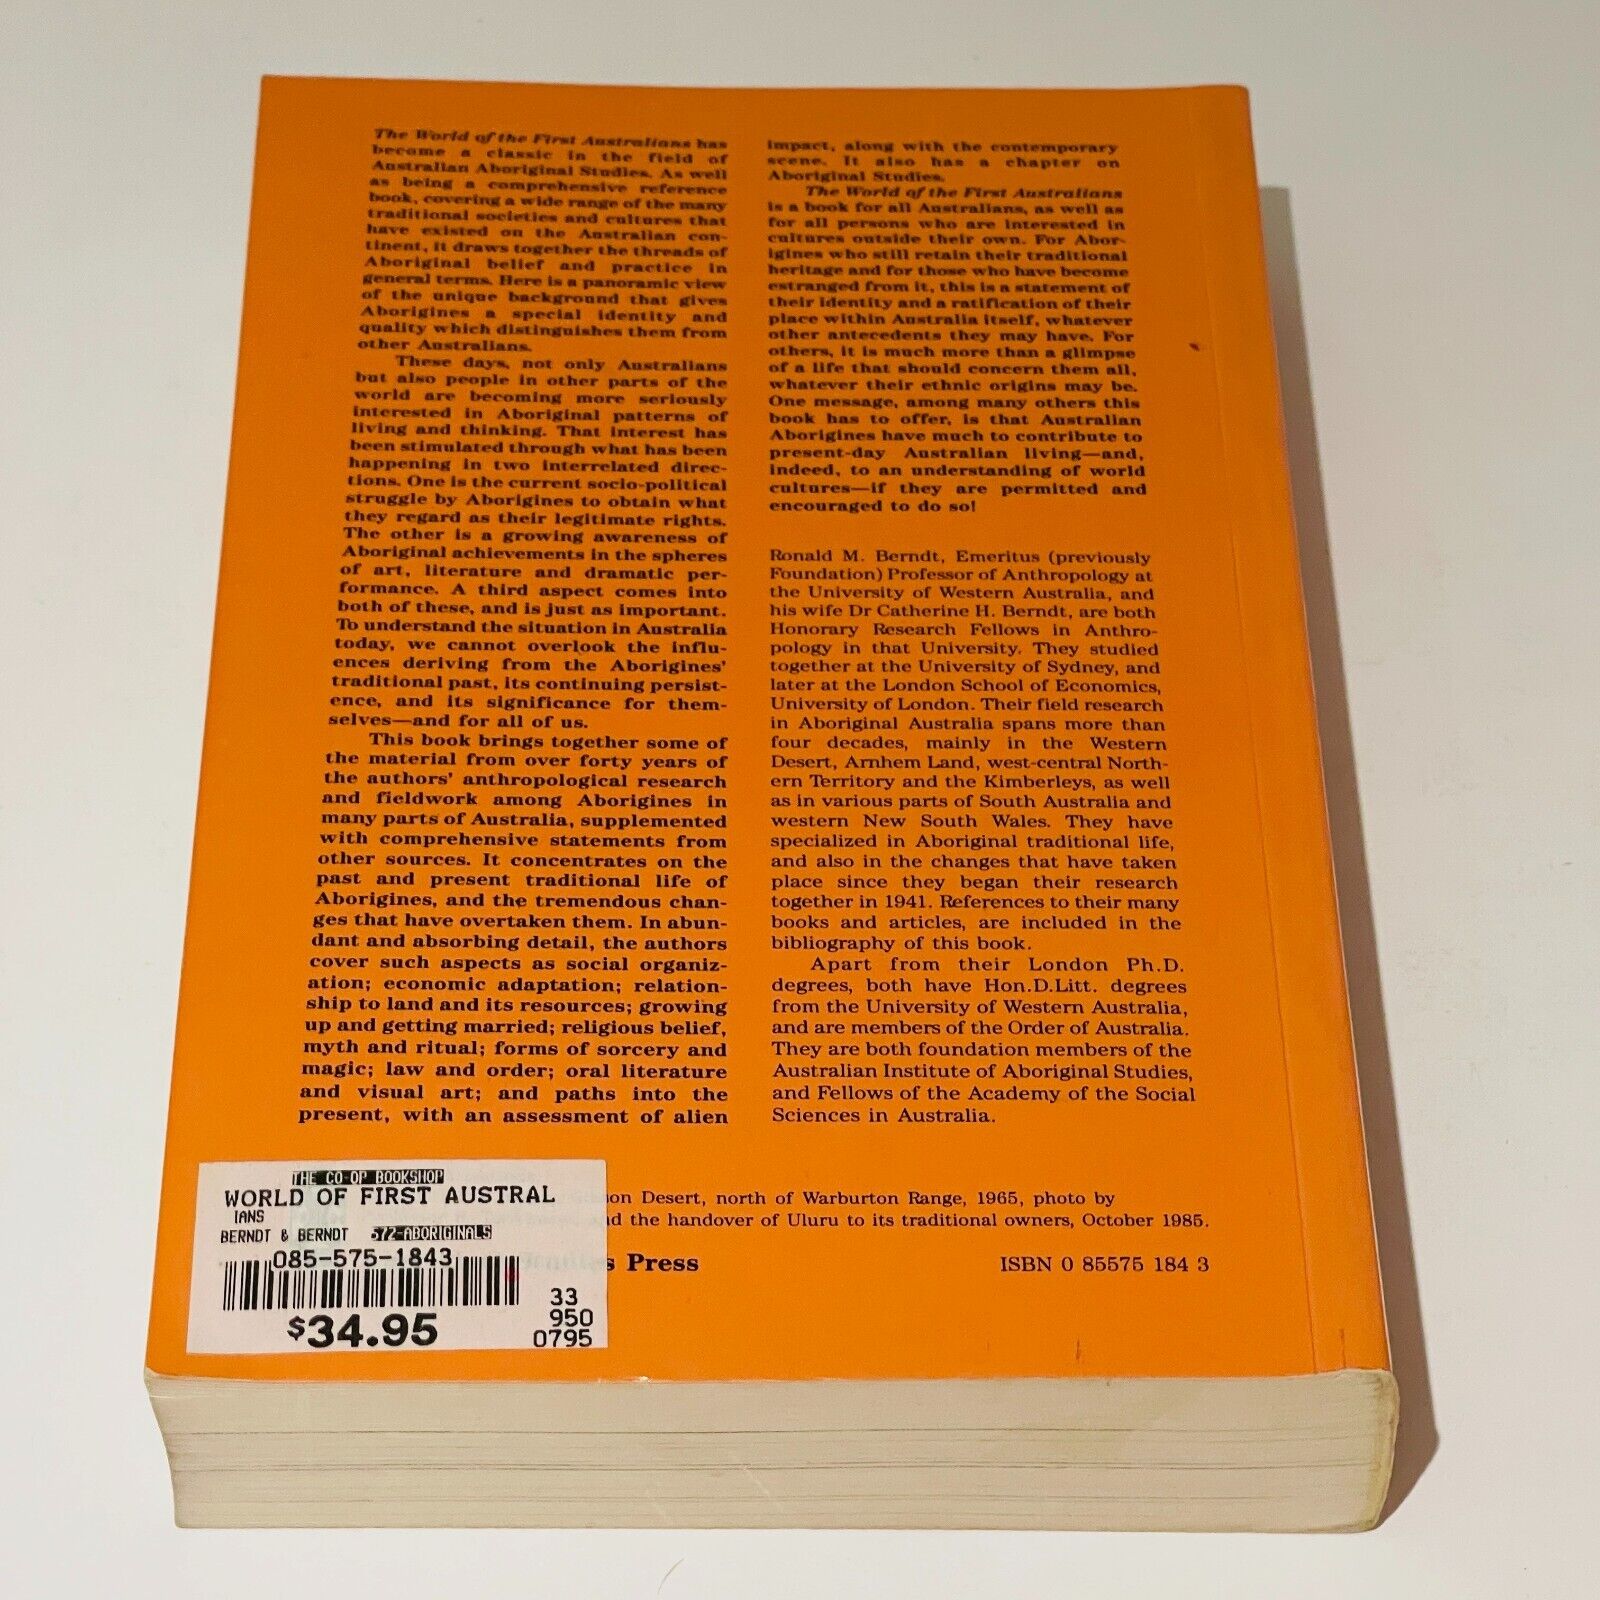 The World of the First Australians has
become a classic in the field of
Australian Aboriginal Studies. As well
as being a comprehensive reference
book, covering a wide range of the many
traditional societies and cultures that
have existed on the Australian con-
tinent, it draws together the threads of
Aboriginal belief and practice in
general terms. Here is a panoramic view
of the unique background that gives
Aborigines a special identity and
quality which distinguishes them from
other Australians.
These days, not only Australians
but also people in other parts of the
world are becoming more seriously
interested in Aboriginal patterns of
living and thinking. That interest has
been stimulated through what has been
happening in two interrelated direc-
tions. One is the current socio-political
struggle by Aborigines to obtain what
they regard as their legitimate rights.
The other is a growing awareness of
Aboriginal achievements in the spheres
of art, literature and dramatic per-
formance. A third aspect comes into
both of these, and is just as important.
To understand the situation in Australia
today, we cannot overlook the influ-
ences deriving from the Aborigines'
traditional past, its continuing persist-
ence, and its significance for them-
selves—and for all of us.
This book brings together some of
the material from over forty years of
the authors' anthropological research
and fieldwork among Aborigines in
many parts of Australia, supplemented
with comprehensive statements from
other sources. It concentrates on the
past and present traditional life of
Aborigines, and the tremendous chan-
ges that have overtaken them. In abun-
dant and absorbing detail, the authors
cover such aspects as social organiz-
ation; economic adaptation; relation-
ship to land and its resources; growing
up and getting married; religious belief,
myth and ritual; forms of sorcery and
magic; law and order; oral literature
and visual art; and paths into the
present, with an assessment of alien
impact, along with the contemporary
scene. It also has a chapter on
Aboriginal Studies.
The World of the First Australians
is a book for all Australians, as well as
for all persons who are interested in
cultures outside their own. For Abor-
igines who still retain their traditional
heritage and for those who have become
estranged from it, this is a statement of
their identity and a ratification of their
place within Australia itself, whatever
other antecedents they may have. For
others, it is much more than a glimpse
of a life that should concern them all,
whatever their ethnic origins may be.
One message, among many others this
book has to offer, is that Australian
Aborigines have much to contribute to
present-day Australian living—and,
indeed, to an understanding of world
cultures—if they are permitted and
encouraged to do so!
Ronald M. Berndt, Emeritus (previously
Foundation) Professor of Anthropology at
the University of Western Australia, and
his wife Dr Catherine H. Berndt, are both
Honorary Research Fellows in Anthro-
pology in that University. They studied
together at the University of Sydney, and
later at the London School of Economics,
University of London. Their field research
in Aboriginal Australia spans more than
four decades, mainly in the Western
Desert, Arnhem Land, west-central North-
ern Territory and the Kimberleys, as well
as in various parts of South Australia and
western New South Wales. They have
specialized in Aboriginal traditional life,
and also in the changes that have taken
place since they began their research
together in 1941. References to their many
books and articles, are included in the
bibliography of this book.
Apart from their London Ph.D.
degrees, both have Hon.D.Litt. degrees
from the University of Western Australia,
and are members of the Order of Australia.
They are both foundation members of the
Australian Institute of Aboriginal Studies,
and Fellows of the Academy of the Social
Sciences in Australia.
Desert, north of Warburton Range, 1965, photo by
the handover of Uluru to its traditional owners, October 1985.
Press
ISBN 0 85575 184 3
THE CO-OP BOOKSHOP
WORLD OF FIRST AUSTRAL
IANS
BERNDT & BERNDT 572-ABORIGINALS
085-575-1843
33
950
$34.95
0795